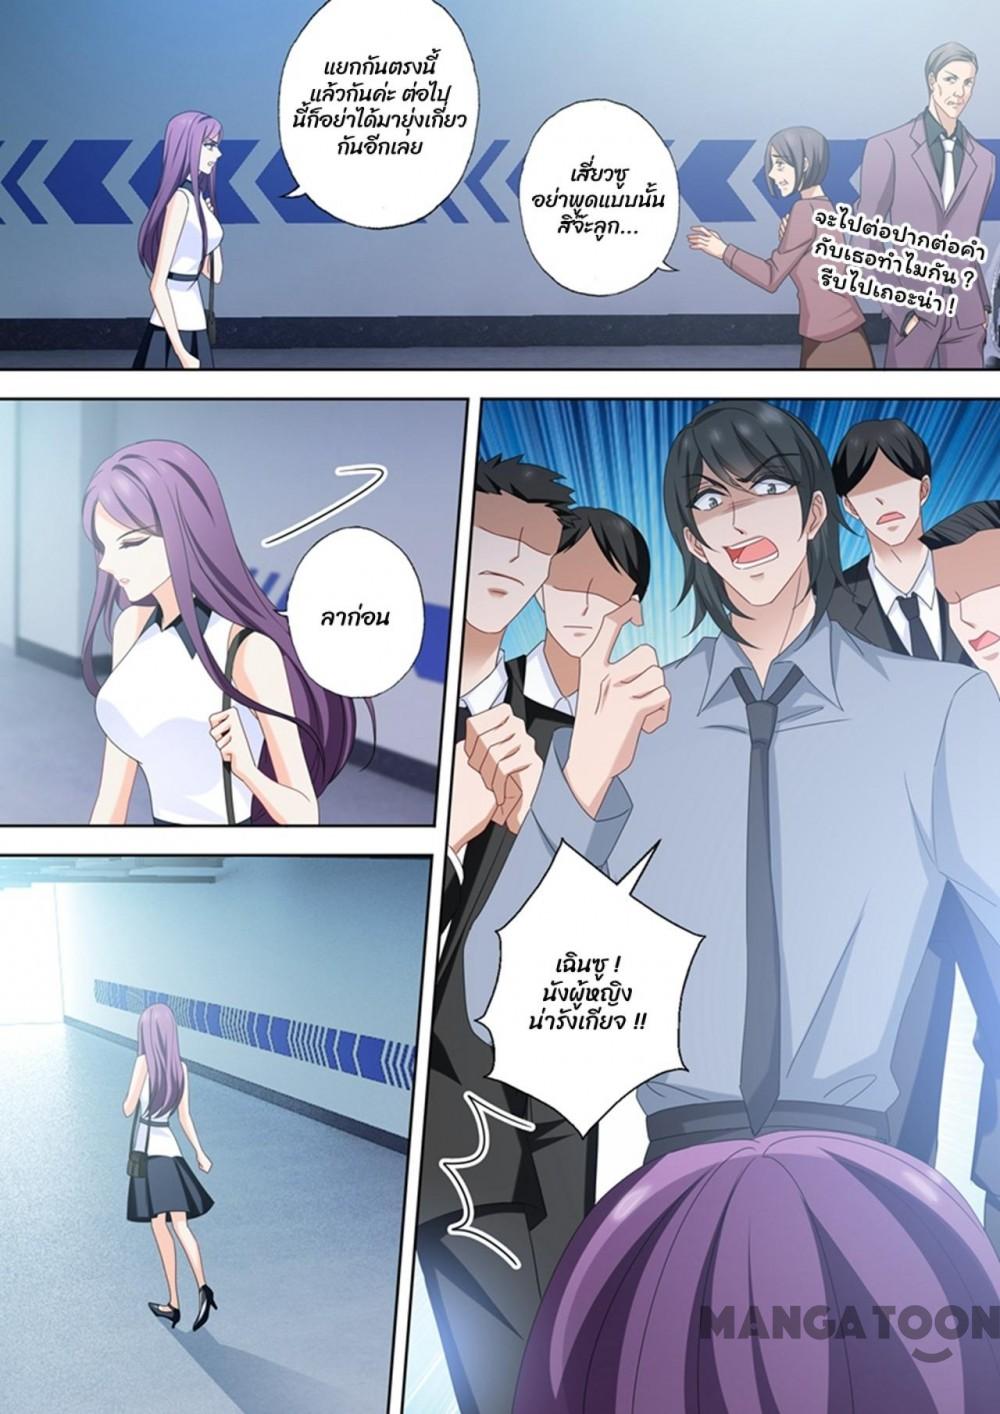 แยกกันตรงนี้
แล้วกันค่ะ ต่อไป
นี้ก็อย่าได้มายุ่งเกี่ยว
กันอีกเลย
เสี่ยวซู
อย่าพูดแบบนั้น
สิจ๊ะลูก...
จะไปต่อปากต่อคำ
กับเธอทำไมกัน ?
รีบไปเถอะน่า !
ลาก่อน
เฉินซู !
นังผู้หญิง
น่ารังเกียจ !!
MANGATOON